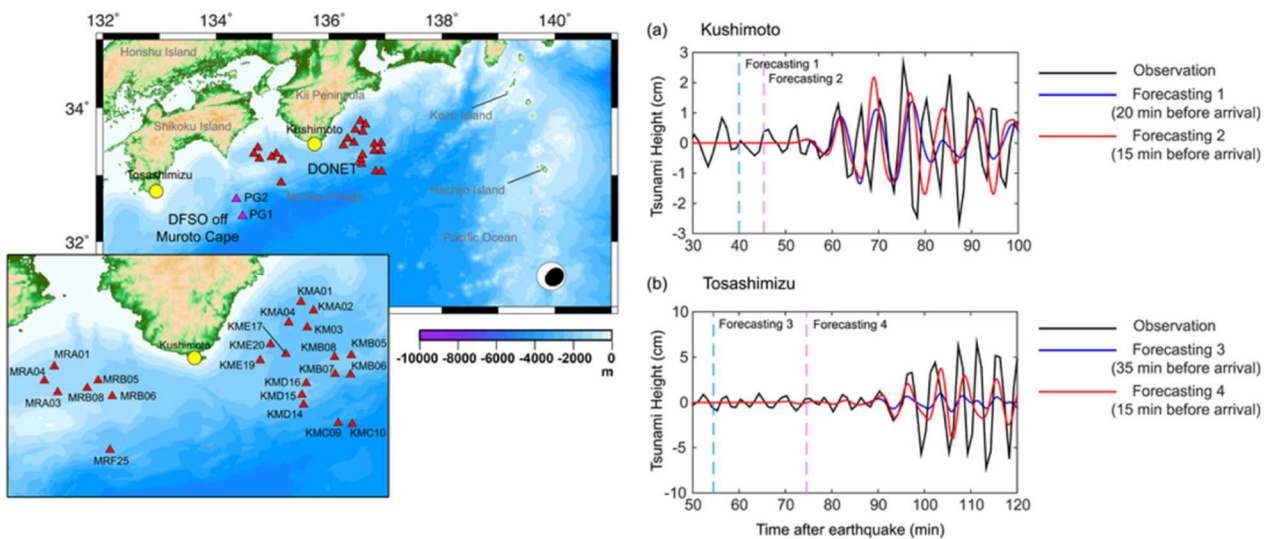 132° 134° 136° 138° 140°
34°
32°
Honshu Island
Kii Peninsula
Shikoku Island
Kushimoto
Kozu Island
Tosashimizu
DONET
Nankai Trough
Hachijo Island
PG2
PG1
DFSO off
Muroto Cape
Pacific Ocean
-10000 -8000 -6000 -4000 -2000 0
m
KMA01
KMA02
KMA04
KM03
KME17
KME20
KME19
KMB08
KMB05
KMB07
KMB06
KMD16
KMD15
KMD14
KMC09
KMC10
Kushimoto
MRA01
MRA04
MRA03
MRB05
MRB08
MRB06
MRF25
(a) Kushimoto
Tsunami Height (cm)
3
2
1
0
-1
-2
-3
Forecasting 1
Forecasting 2
30 40 50 60 70 80 90 100
Observation
Forecasting 1
(20 min before arrival)
Forecasting 2
(15 min before arrival)
(b) Tosashimizu
Tsunami Height (cm)
10
5
0
-5
-10
Forecasting 3
Forecasting 4
50 60 70 80 90 100 110 120
Time after earthquake (min)
Observation
Forecasting 3
(35 min before arrival)
Forecasting 4
(15 min before arrival)